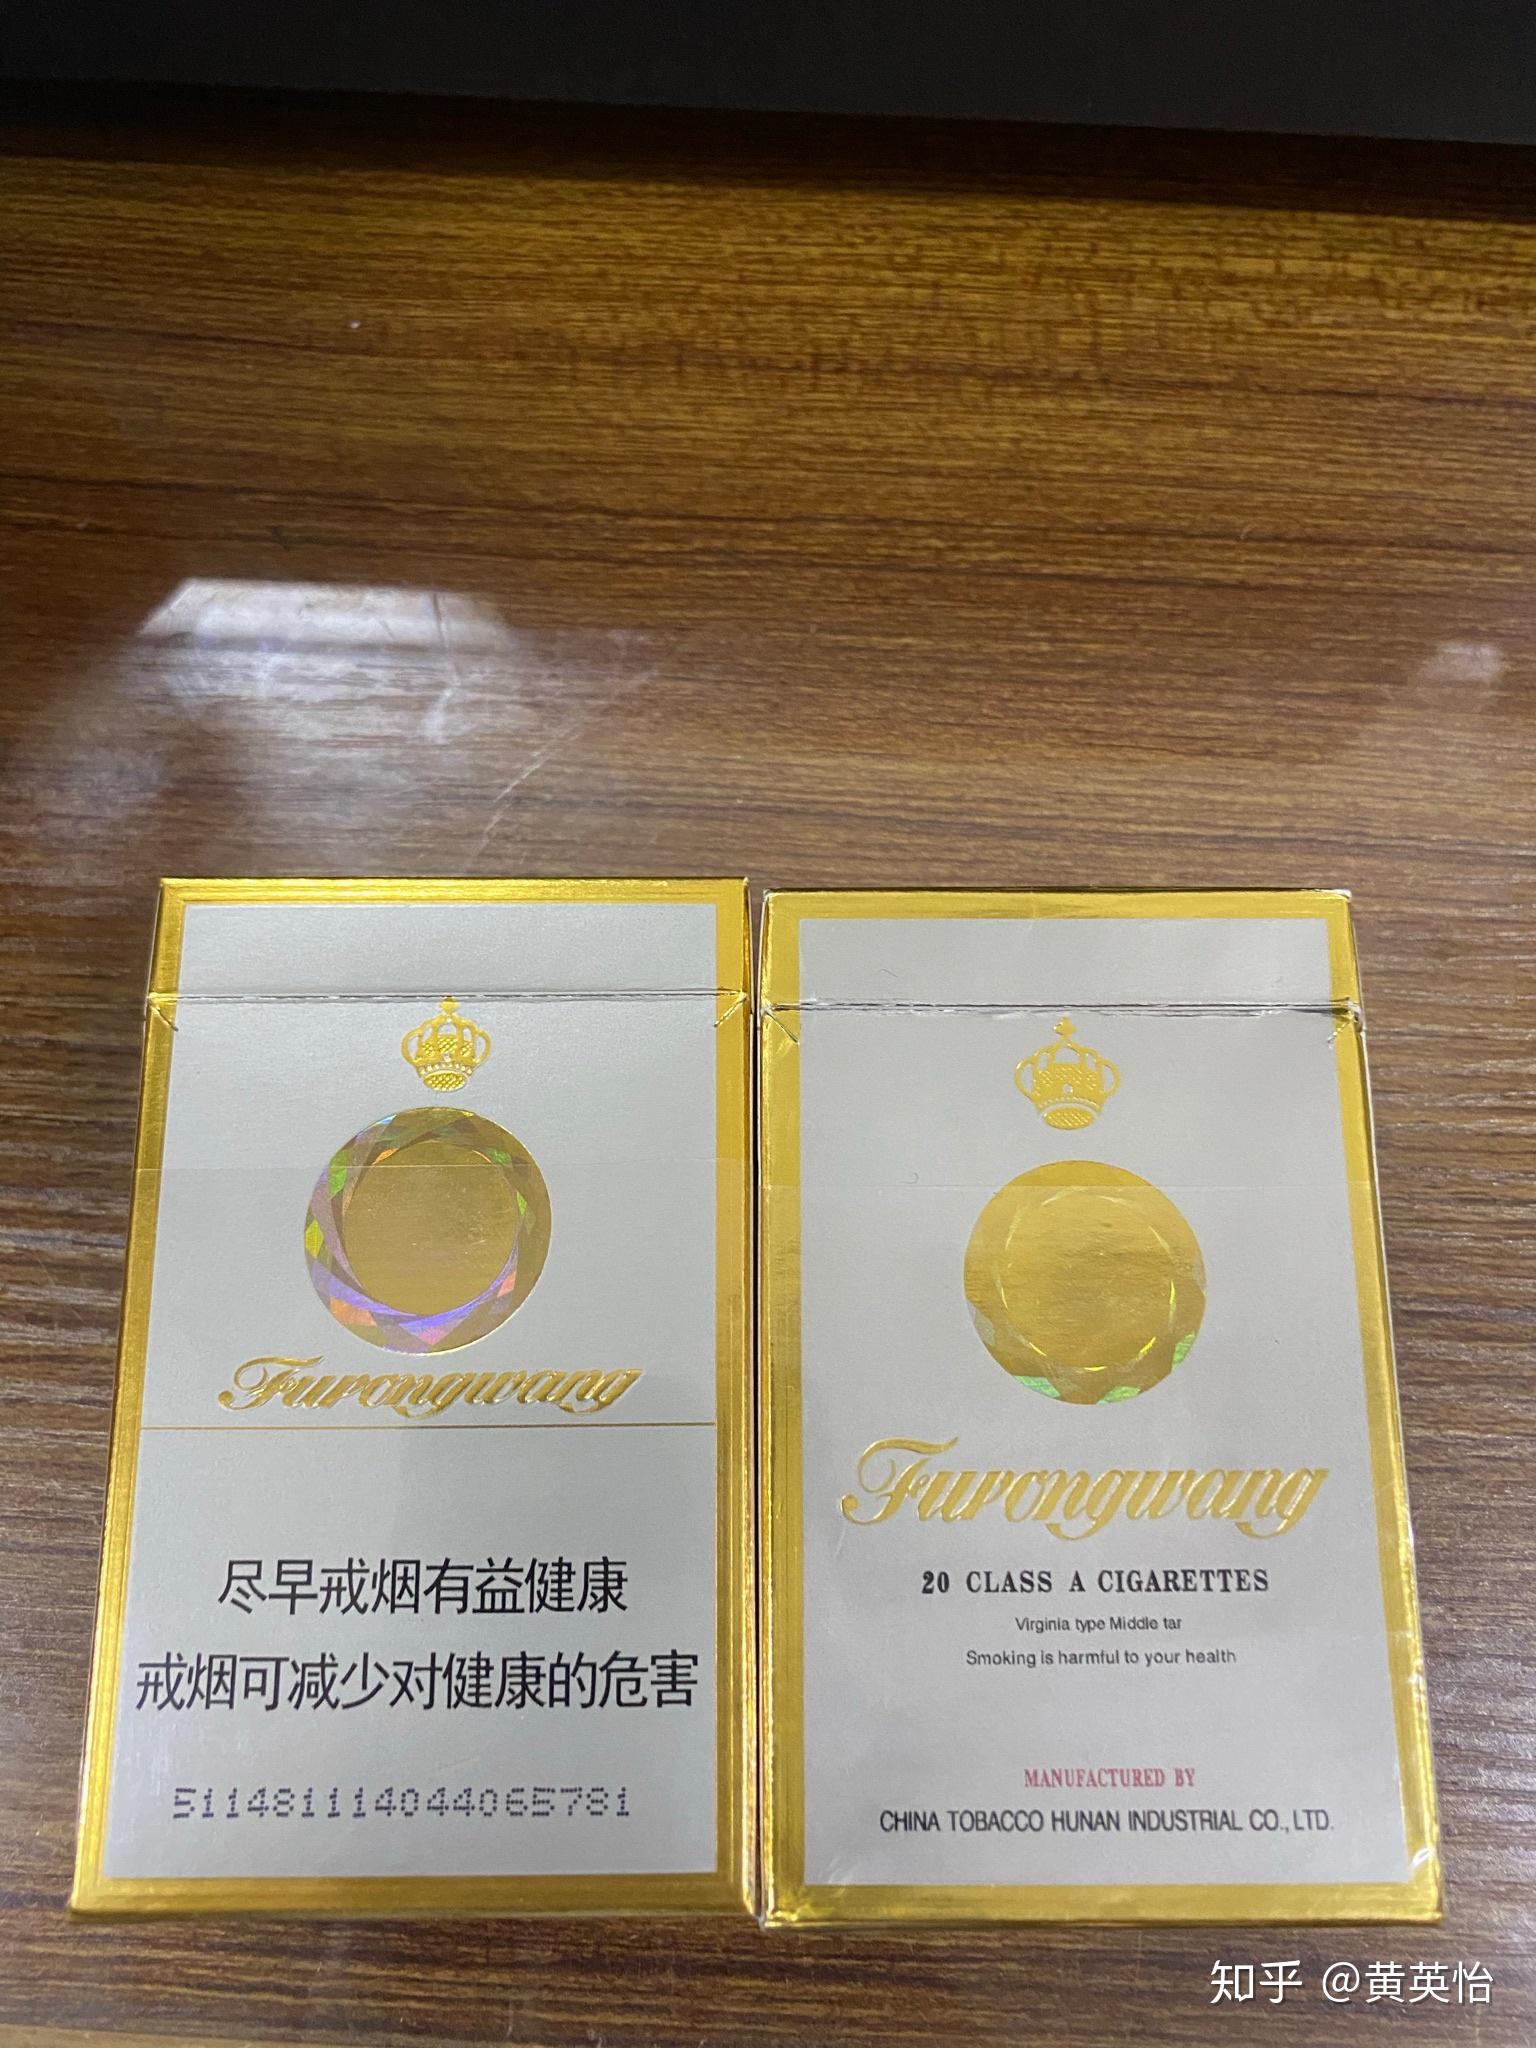 Furongwang
尽早戒烟有益健康
戒烟可减少对健康的危害
511481114044065781
Furongwang
20 CLASS A CIGARETTES
Virginia type Middle tar
Smoking is harmful to your health
MANUFACTURED BY
CHINA TOBACCO HUNAN INDUSTRIAL CO., LTD.
知乎 @黄英怡